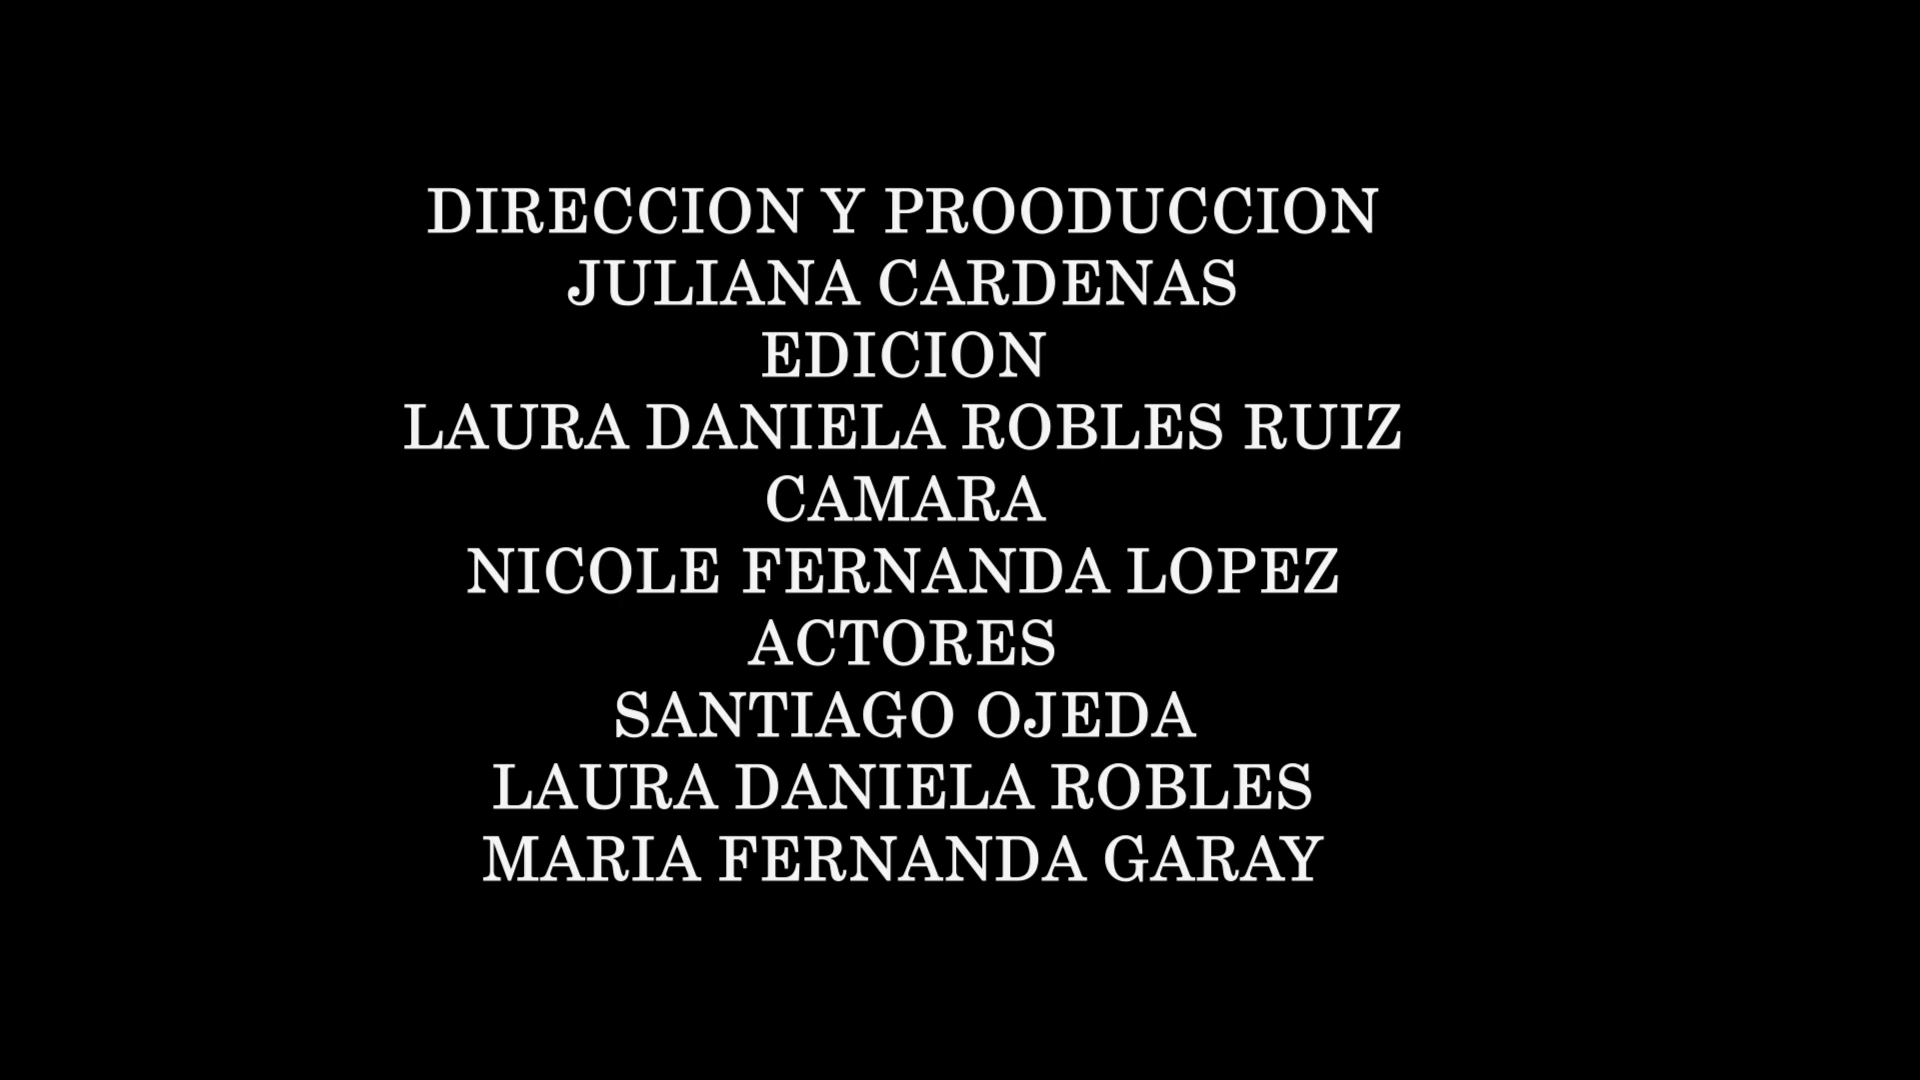 DIRECCION Y PROODUCCION
JULIANA CARDENAS
EDICION
LAURA DANIELA ROBLES RUIZ
CAMARA
NICOLE FERNANDA LOPEZ
ACTORES
SANTIAGO OJEDA
LAURA DANIELA ROBLES
MARIA FERNANDA GARAY